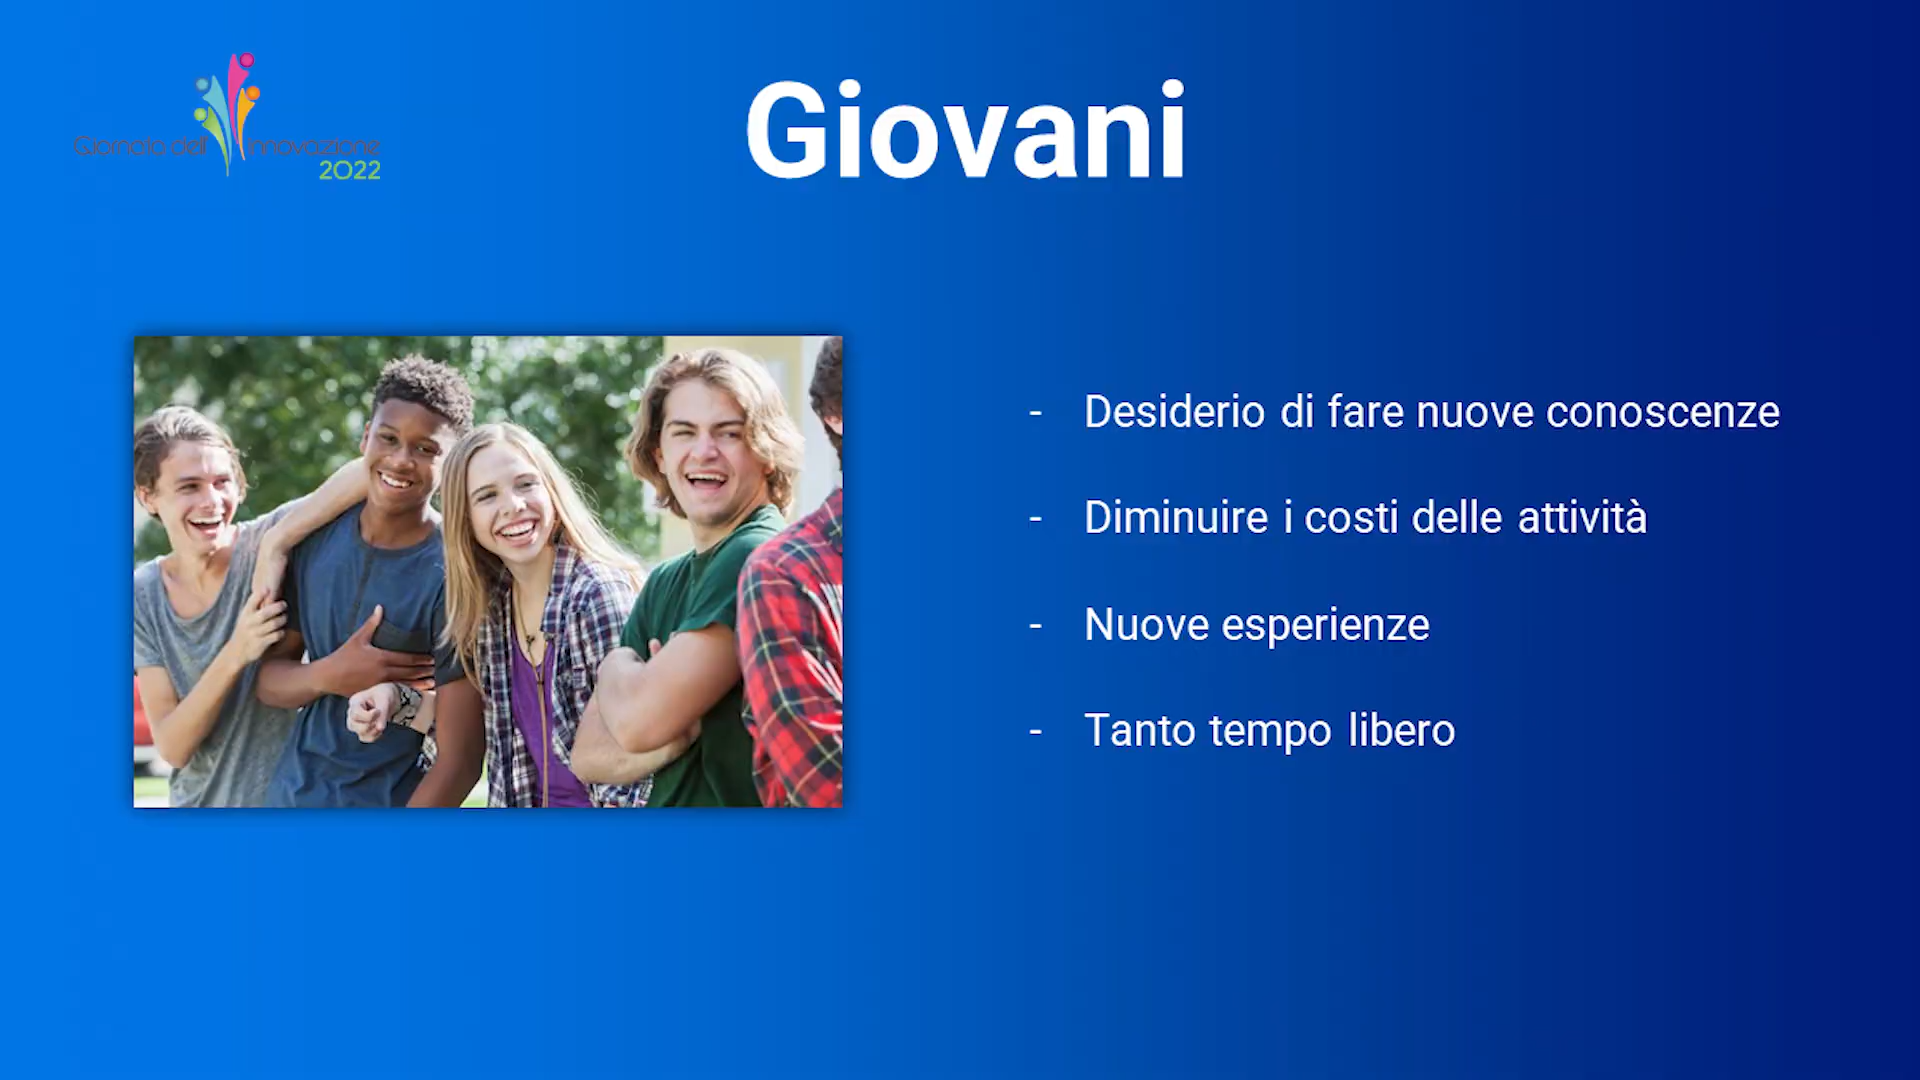 Giornata dell'innovazione
2022
Giovani
- Desiderio di fare nuove conoscenze
- Diminuire i costi delle attività
- Nuove esperienze
- Tanto tempo libero